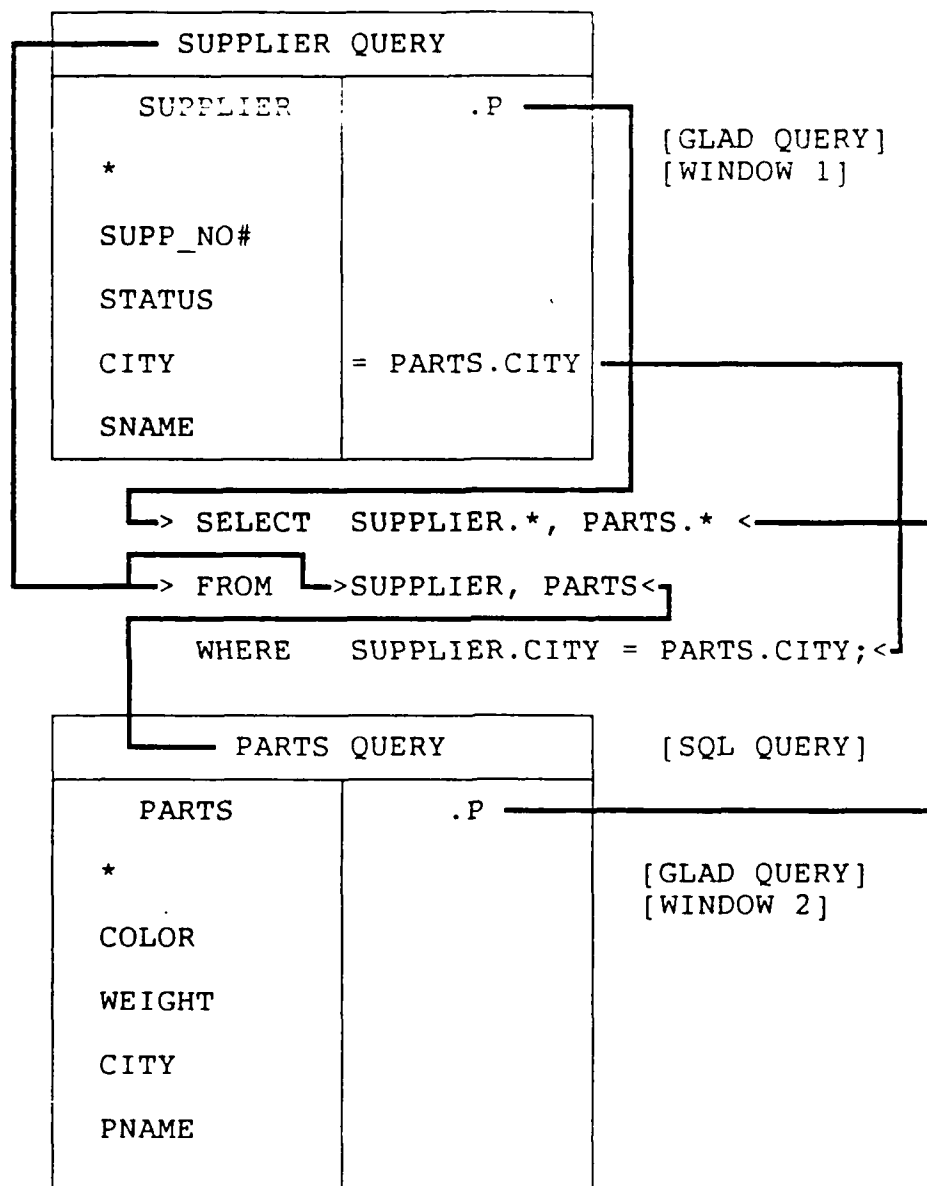 SUPPLIER QUERY
SUPPLIER .P
[GLAD QUERY]
[WINDOW 1]
*
SUPP_NO#
STATUS
CITY = PARTS.CITY
SNAME
> SELECT SUPPLIER.*, PARTS.* <
> FROM >SUPPLIER, PARTS<
WHERE SUPPLIER.CITY = PARTS.CITY;<
PARTS QUERY [SQL QUERY]
PARTS .P
*
[GLAD QUERY]
[WINDOW 2]
COLOR
WEIGHT
CITY
PNAME